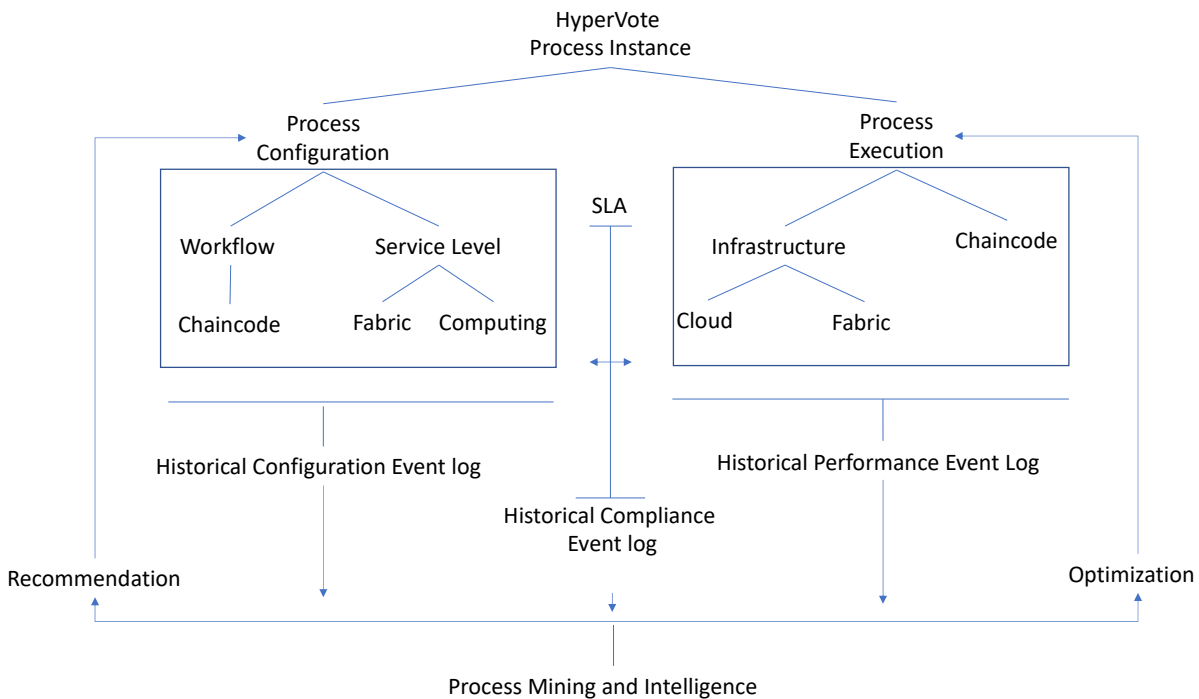 HyperVote
Process Instance
Process
Configuration
Process
Execution
SLA
Workflow
Service Level
Infrastructure
Chaincode
Chaincode
Fabric
Computing
Cloud
Fabric
Historical Configuration Event log
Historical Performance Event Log
Historical Compliance
Event log
Recommendation
Optimization
Process Mining and Intelligence